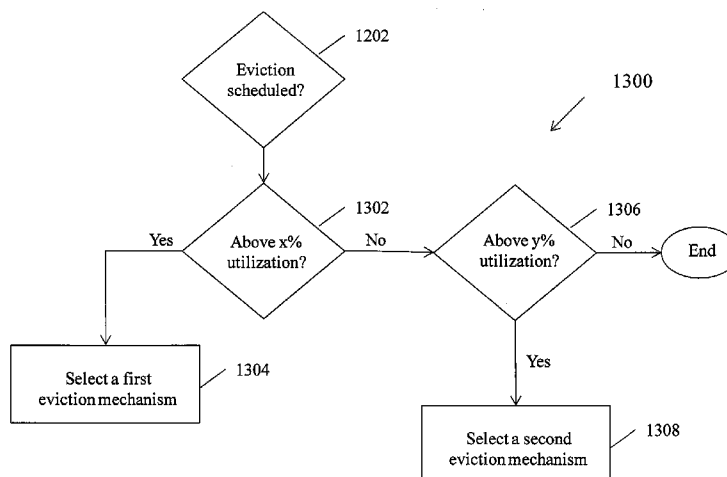 1202
Eviction
scheduled?
1300
1302
1306
Yes
Above x%
utilization?
No
Above y%
utilization?
No
End
Select a first
eviction mechanism
1304
Yes
Select a second
eviction mechanism
1308